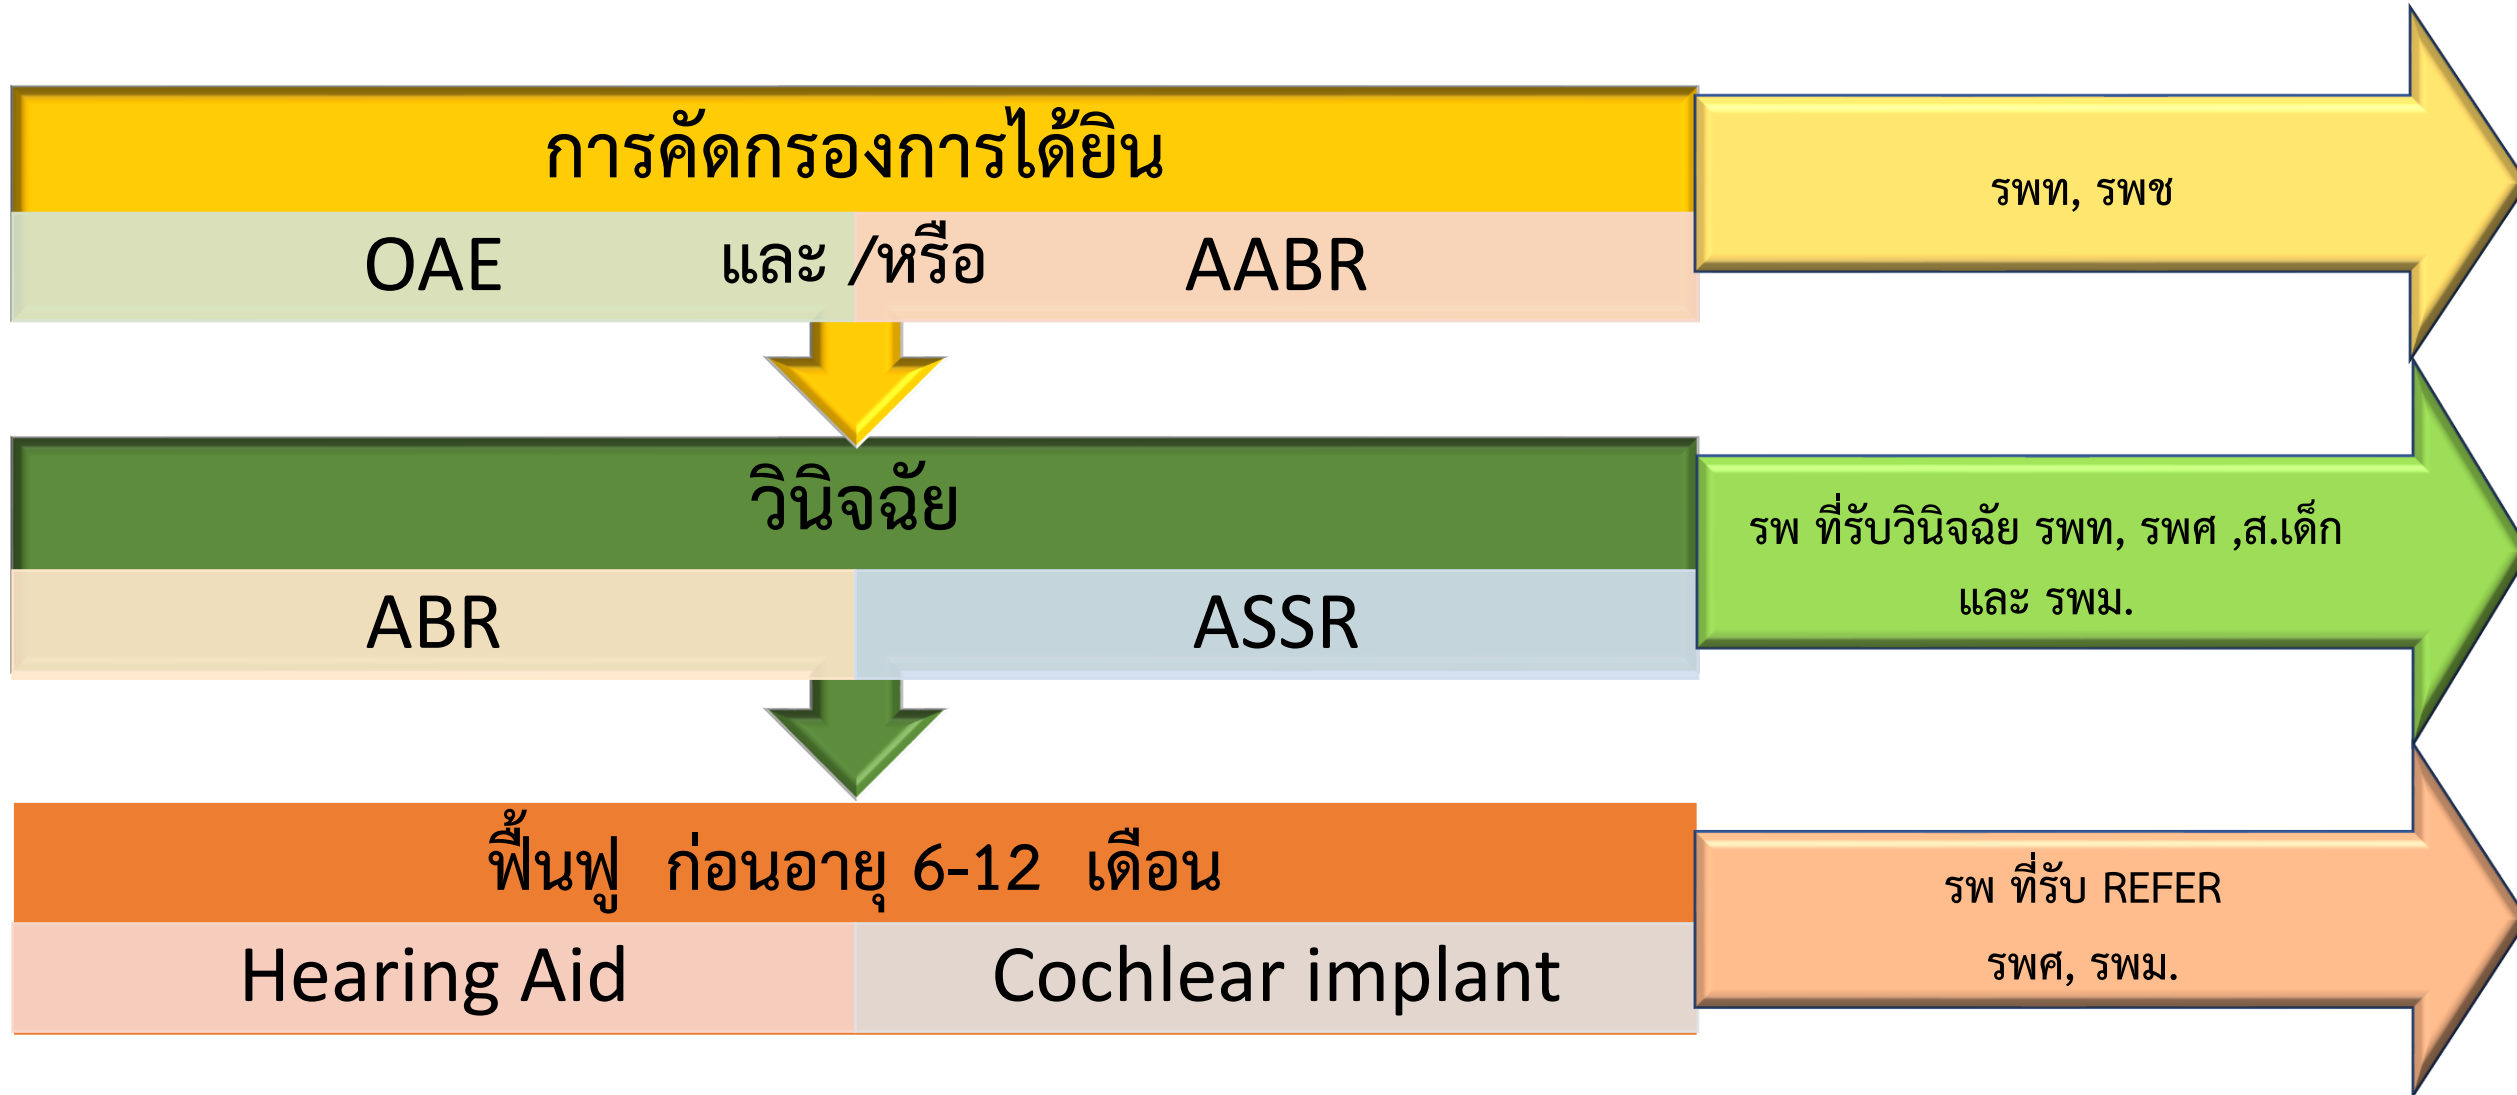 การคัดกรองการได้ยิน
รพท, รพช
OAE และ /หรือ AABR
วินิจฉัย
รพ ที่รับวินิจฉัย รพท, รพศ ,ส.เด็ก
และ รพม.
ABR ASSR
ฟื้นฟู ก่อนอายุ 6-12 เดือน
รพ ที่รับ REFER
รพศ, รพม.
Hearing Aid Cochlear implant